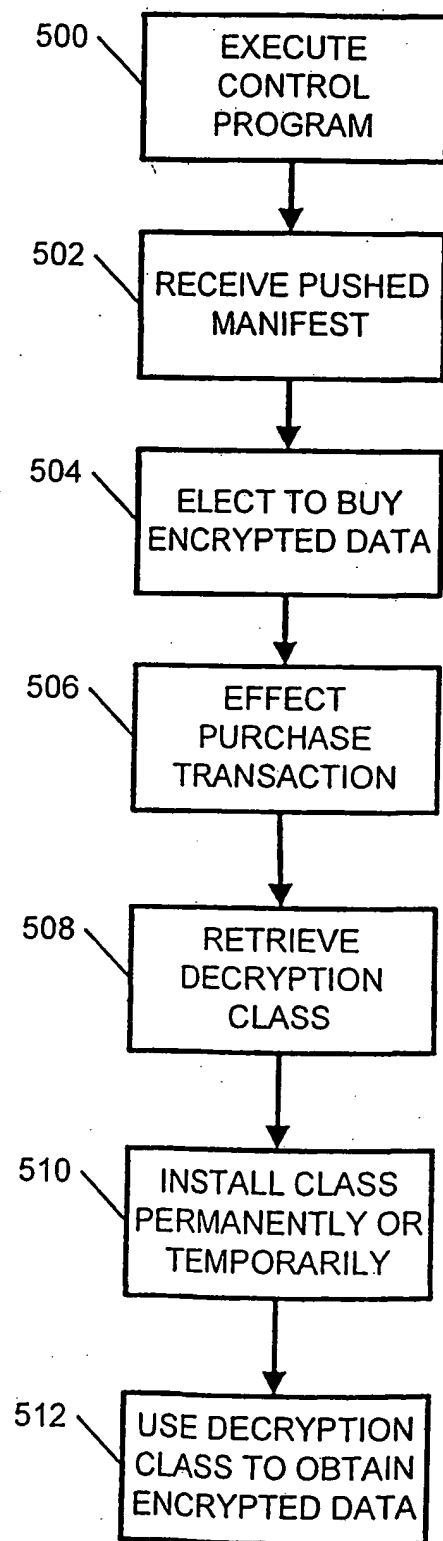 500
EXECUTE
CONTROL
PROGRAM
502
RECEIVE PUSHED
MANIFEST
504
ELECT TO BUY
ENCRYPTED DATA
506
EFFECT
PURCHASE
TRANSACTION
508
RETRIEVE
DECRYPTION
CLASS
510
INSTALL CLASS
PERMANENTLY OR
TEMPORARILY
512
USE DECRYPTION
CLASS TO OBTAIN
ENCRYPTED DATA